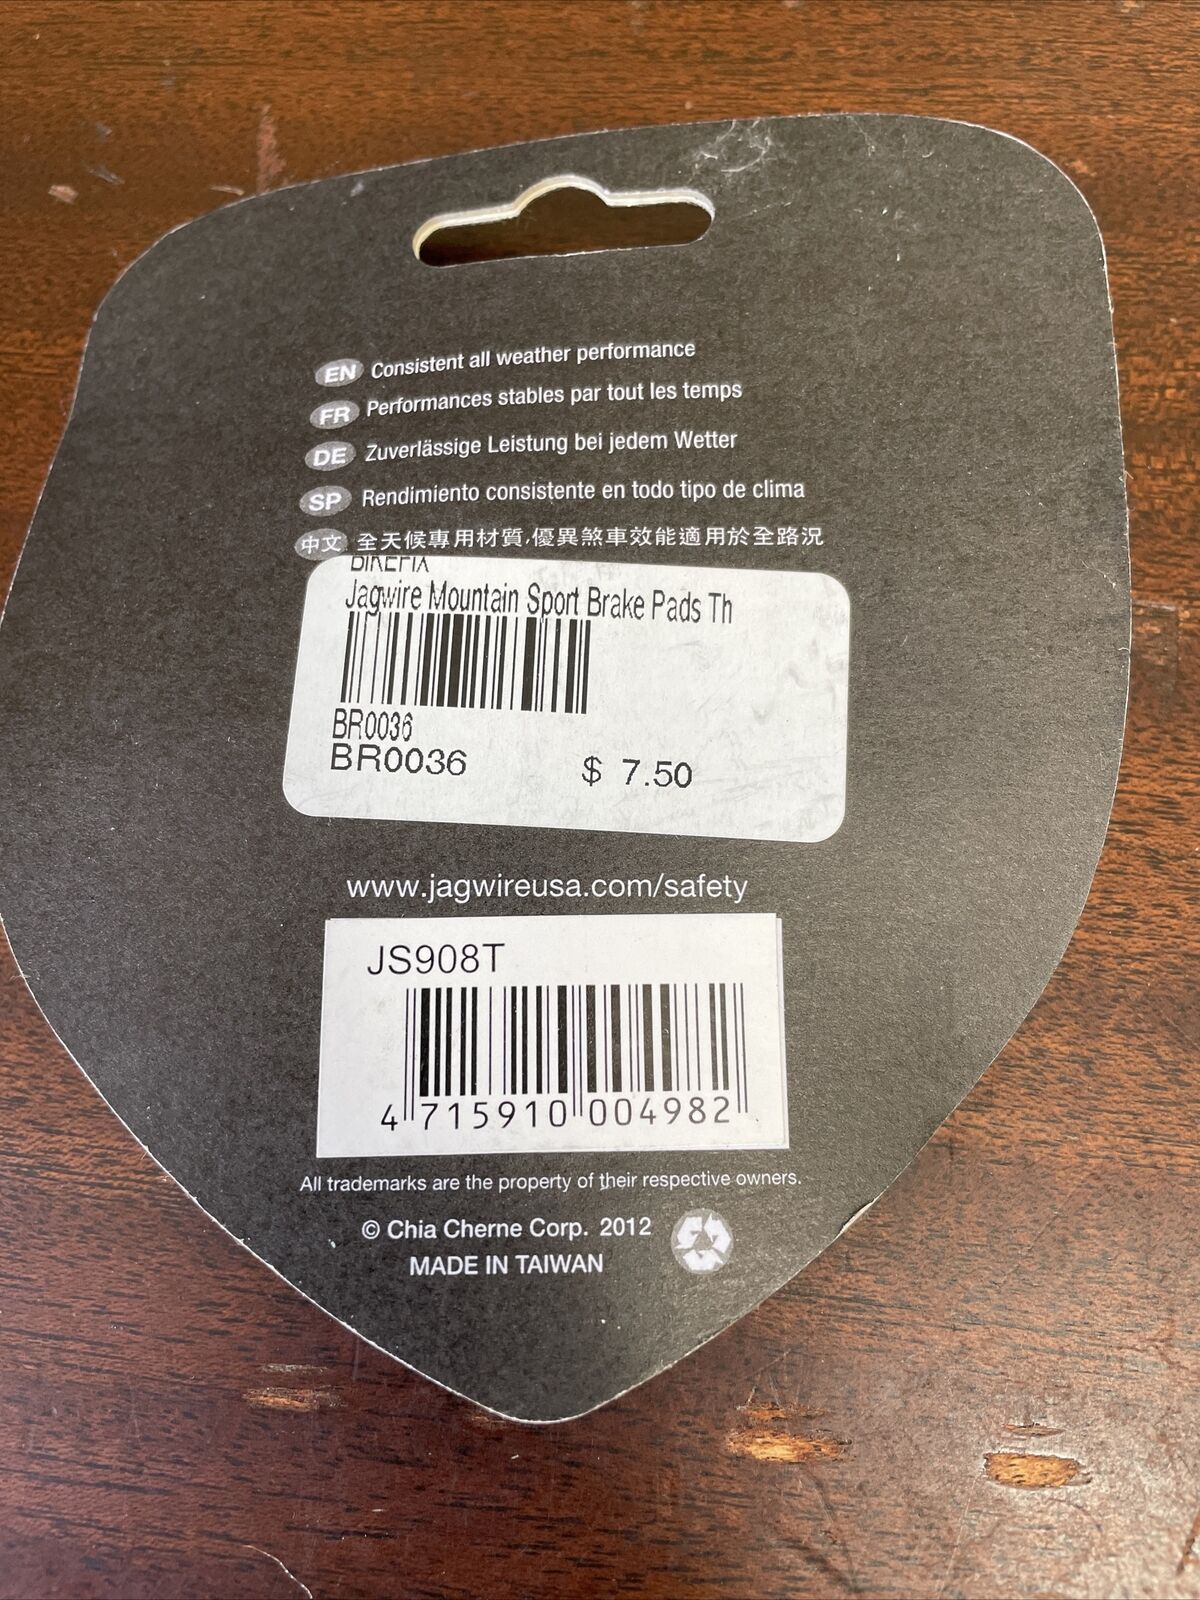 EN Consistent all weather performance
FR Performances stables par tout les temps
DE Zuverlässige Leistung bei jedem Wetter
SP Rendimiento consistente en todo tipo de clima
中文 全天候專用材質,優異煞車效能適用於全路況
BIKEFIX
Jagwire Mountain Sport Brake Pads Th
BR0036
BR0036 $ 7.50
www.jagwireusa.com/safety
JS908T
4 715910 004982
All trademarks are the property of their respective owners.
© Chia Cherne Corp. 2012
MADE IN TAIWAN